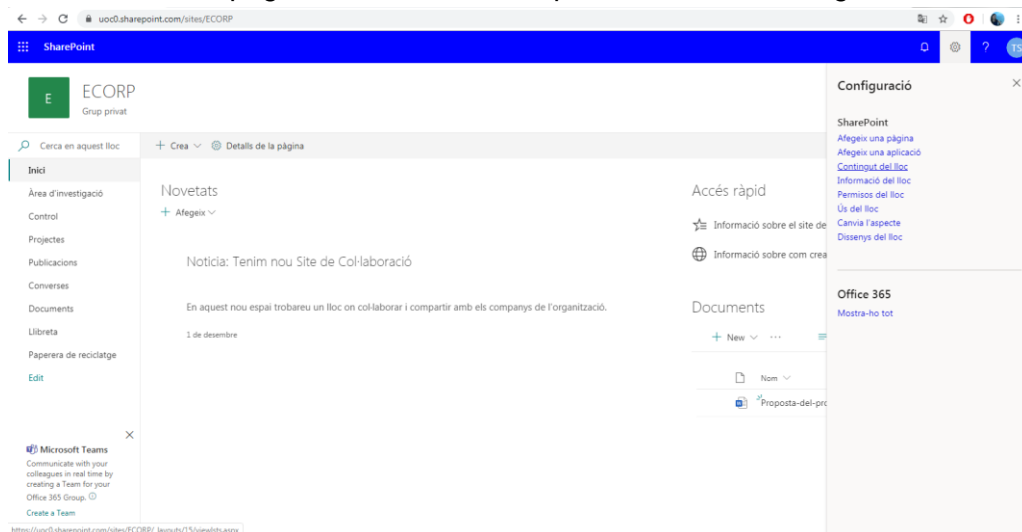 uoc0.sharepoint.com/sites/ECORP
SharePoint
TS
E
ECORP
Grup privat
Cerca en aquest lloc
+ Crea
Detalls de la pàgina
Inici
Àrea d'investigació
Control
Projectes
Publicacions
Converses
Documents
Llibreta
Paperera de reciclatge
Edit
Microsoft Teams
Communicate with your
colleagues in real time by
creating a Team for your
Office 365 Group.
Create a Team
Novetats
+ Afegeix
Noticia: Tenim nou Site de Col·laboració
En aquest nou espai trobareu un lloc on col·laborar i compartir amb els companys de l'organització.
1 de desembre
Accés ràpid
Informació sobre el site de
Informació sobre com crea
Documents
+ New
Nom
Proposta-del-pro
Configuració
SharePoint
Afegeix una pàgina
Afegeix una aplicació
Contingut del lloc
Informació del lloc
Permisos del lloc
Ús del lloc
Canvia l'aspecte
Dissenys del lloc
Office 365
Mostra-ho tot
https://uoc0.sharepoint.com/sites/ECORP/_layouts/15/viewlsts.aspx